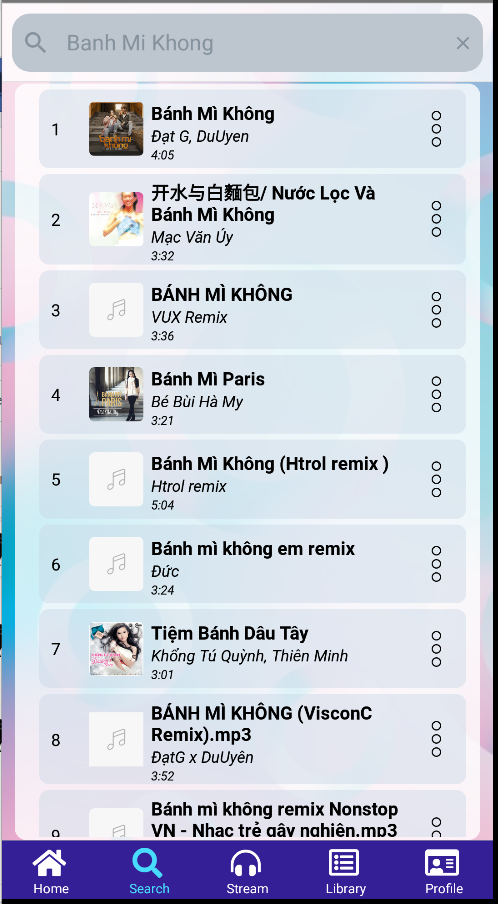 Banh Mi Khong
1
Bánh Mì Không
Đạt G, DuUyen
4:05
2
开水与白麵包/ Nước Lọc Và
Bánh Mì Không
Mạc Văn Úy
3:32
3
BÁNH MÌ KHÔNG
VUX Remix
3:36
4
Bánh Mì Paris
Bé Bùi Hà My
3:21
5
Bánh Mì Không (Htrol remix )
Htrol remix
5:04
6
Bánh mì không em remix
Đức
3:24
7
Tiệm Bánh Dâu Tây
Khổng Tú Quỳnh, Thiên Minh
3:01
8
BÁNH MÌ KHÔNG (VisconC
Remix).mp3
ĐạtG x DuUyên
3:52
9
Bánh mì không remix Nonstop
VN - Nhạc trẻ gây nghiện.mp3
Home
Search
Stream
Library
Profile